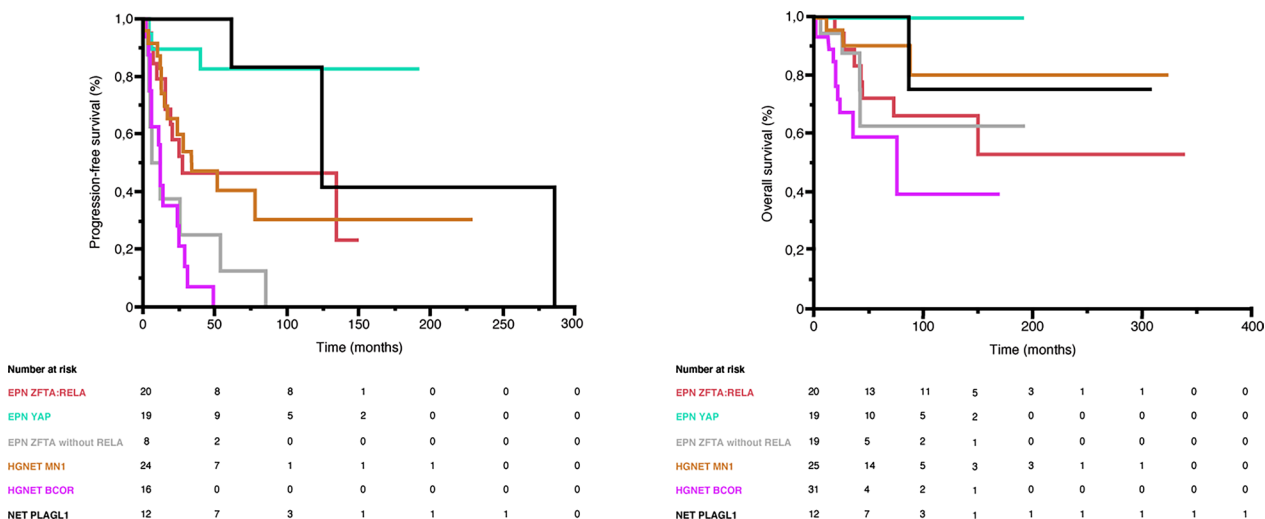 1,0
0,8
0,6
0,4
0,2
0
Progression-free survival (%)
0 50 100 150 200 250 300
Time (months)
Number at risk
EPN ZFTA:RELA 20 8 8 1 0 0 0
EPN YAP 19 9 5 2 0 0 0
EPN ZFTA without RELA 8 2 0 0 0 0 0
HGNET MN1 24 7 1 1 1 0 0
HGNET BCOR 16 0 0 0 0 0 0
NET PLAGL1 12 7 3 1 1 1 0
1,0
0,8
0,6
0,4
0,2
0
Overall survival (%)
0 100 200 300 400
Time (months)
Number at risk
EPN ZFTA:RELA 20 13 11 5 3 1 1 0 0
EPN YAP 19 10 5 2 0 0 0 0 0
EPN ZFTA without RELA 19 5 2 1 0 0 0 0 0
HGNET MN1 25 14 5 3 3 1 1 0 0
HGNET BCOR 31 4 2 1 0 0 0 0 0
NET PLAGL1 12 7 3 1 1 1 1 1 1